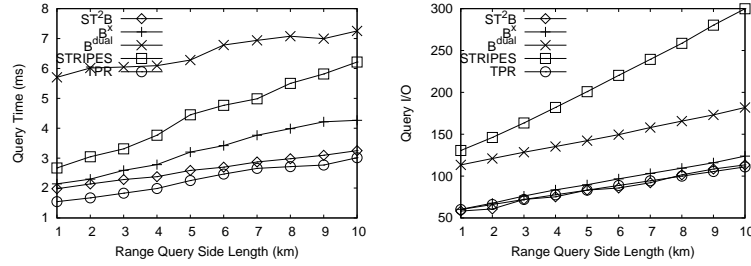 ST²B
Bˣ
B^dual
STRIPES
TPR
8
7
6
5
4
3
2
1
Query Time (ms)
1 2 3 4 5 6 7 8 9 10
Range Query Side Length (km)
ST²B
Bˣ
B^dual
STRIPES
TPR
300
250
200
150
100
50
Query I/O
1 2 3 4 5 6 7 8 9 10
Range Query Side Length (km)